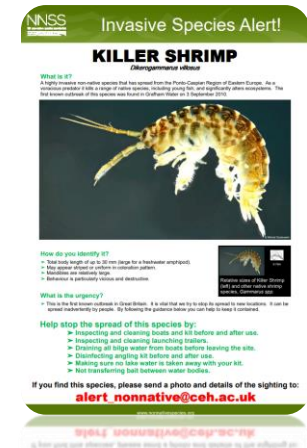 NNSS
Invasive Species Alert!
KILLER SHRIMP
Dikerogammarus villosus
What is it?
A highly invasive non-native species that has spread from the Ponto-Caspian Region of Eastern Europe. As a
voracious predator it kills a range of native species, including young fish, and significantly alters ecosystems. The
first known outbreak of this species was found in Grafham Water on 3 September 2010.
How do you identify it?
➤ Total body length of up to 30 mm (large for a freshwater amphipod).
➤ May appear striped or uniform in coloration pattern.
➤ Mandibles are relatively large.
➤ Behaviour is particularly vicious and destructive.
Relative sizes of Killer Shrimp
(left) and other native shrimp
species, Gammarus spp
What is the urgency?
➤ This is the first known outbreak in Great Britain. It is vital that we try to stop its spread to new locations. It can be
spread inadvertently by people. By following the guidance below you can help to keep it contained.
Help stop the spread of this species by:
➤ Inspecting and cleaning boats and kit before and after use.
➤ Inspecting and cleaning launching trailers.
➤ Draining all bilge water from boats before leaving the site.
➤ Disinfecting angling kit before and after use.
➤ Making sure no lake water is taken away with your kit.
➤ Not transferring bait between water bodies.
If you find this species, please send a photo and details of the sighting to:
alert_nonnative@ceh.ac.uk
www.nonnativespecies.org